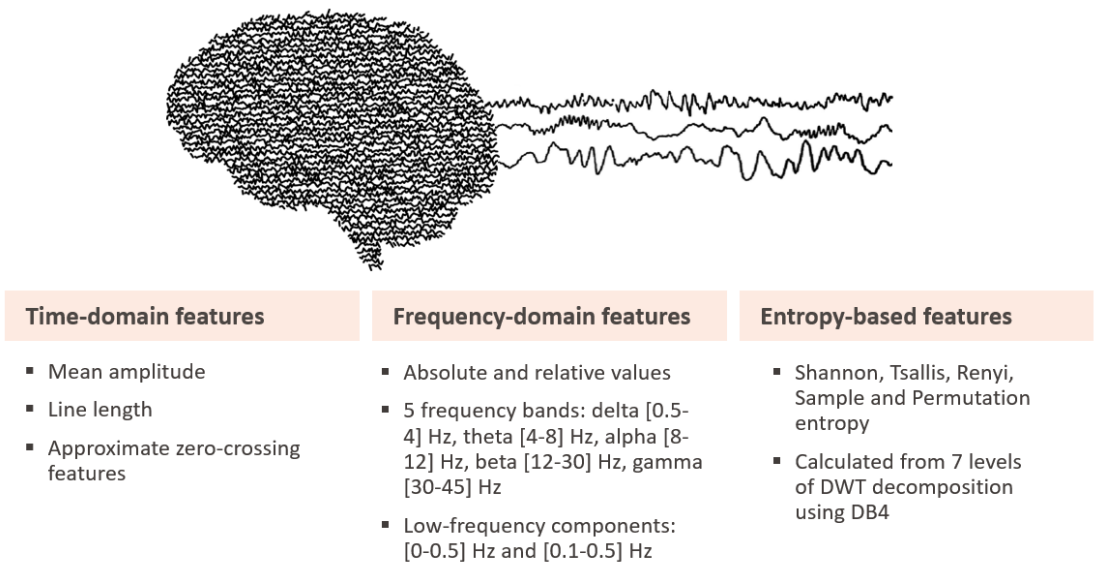 Time-domain features
▪ Mean amplitude
▪ Line length
▪ Approximate zero-crossing
features
Frequency-domain features
▪ Absolute and relative values
▪ 5 frequency bands: delta [0.5-
4] Hz, theta [4-8] Hz, alpha [8-
12] Hz, beta [12-30] Hz, gamma
[30-45] Hz
▪ Low-frequency components:
[0-0.5] Hz and [0.1-0.5] Hz
Entropy-based features
▪ Shannon, Tsallis, Renyi,
Sample and Permutation
entropy
▪ Calculated from 7 levels
of DWT decomposition
using DB4